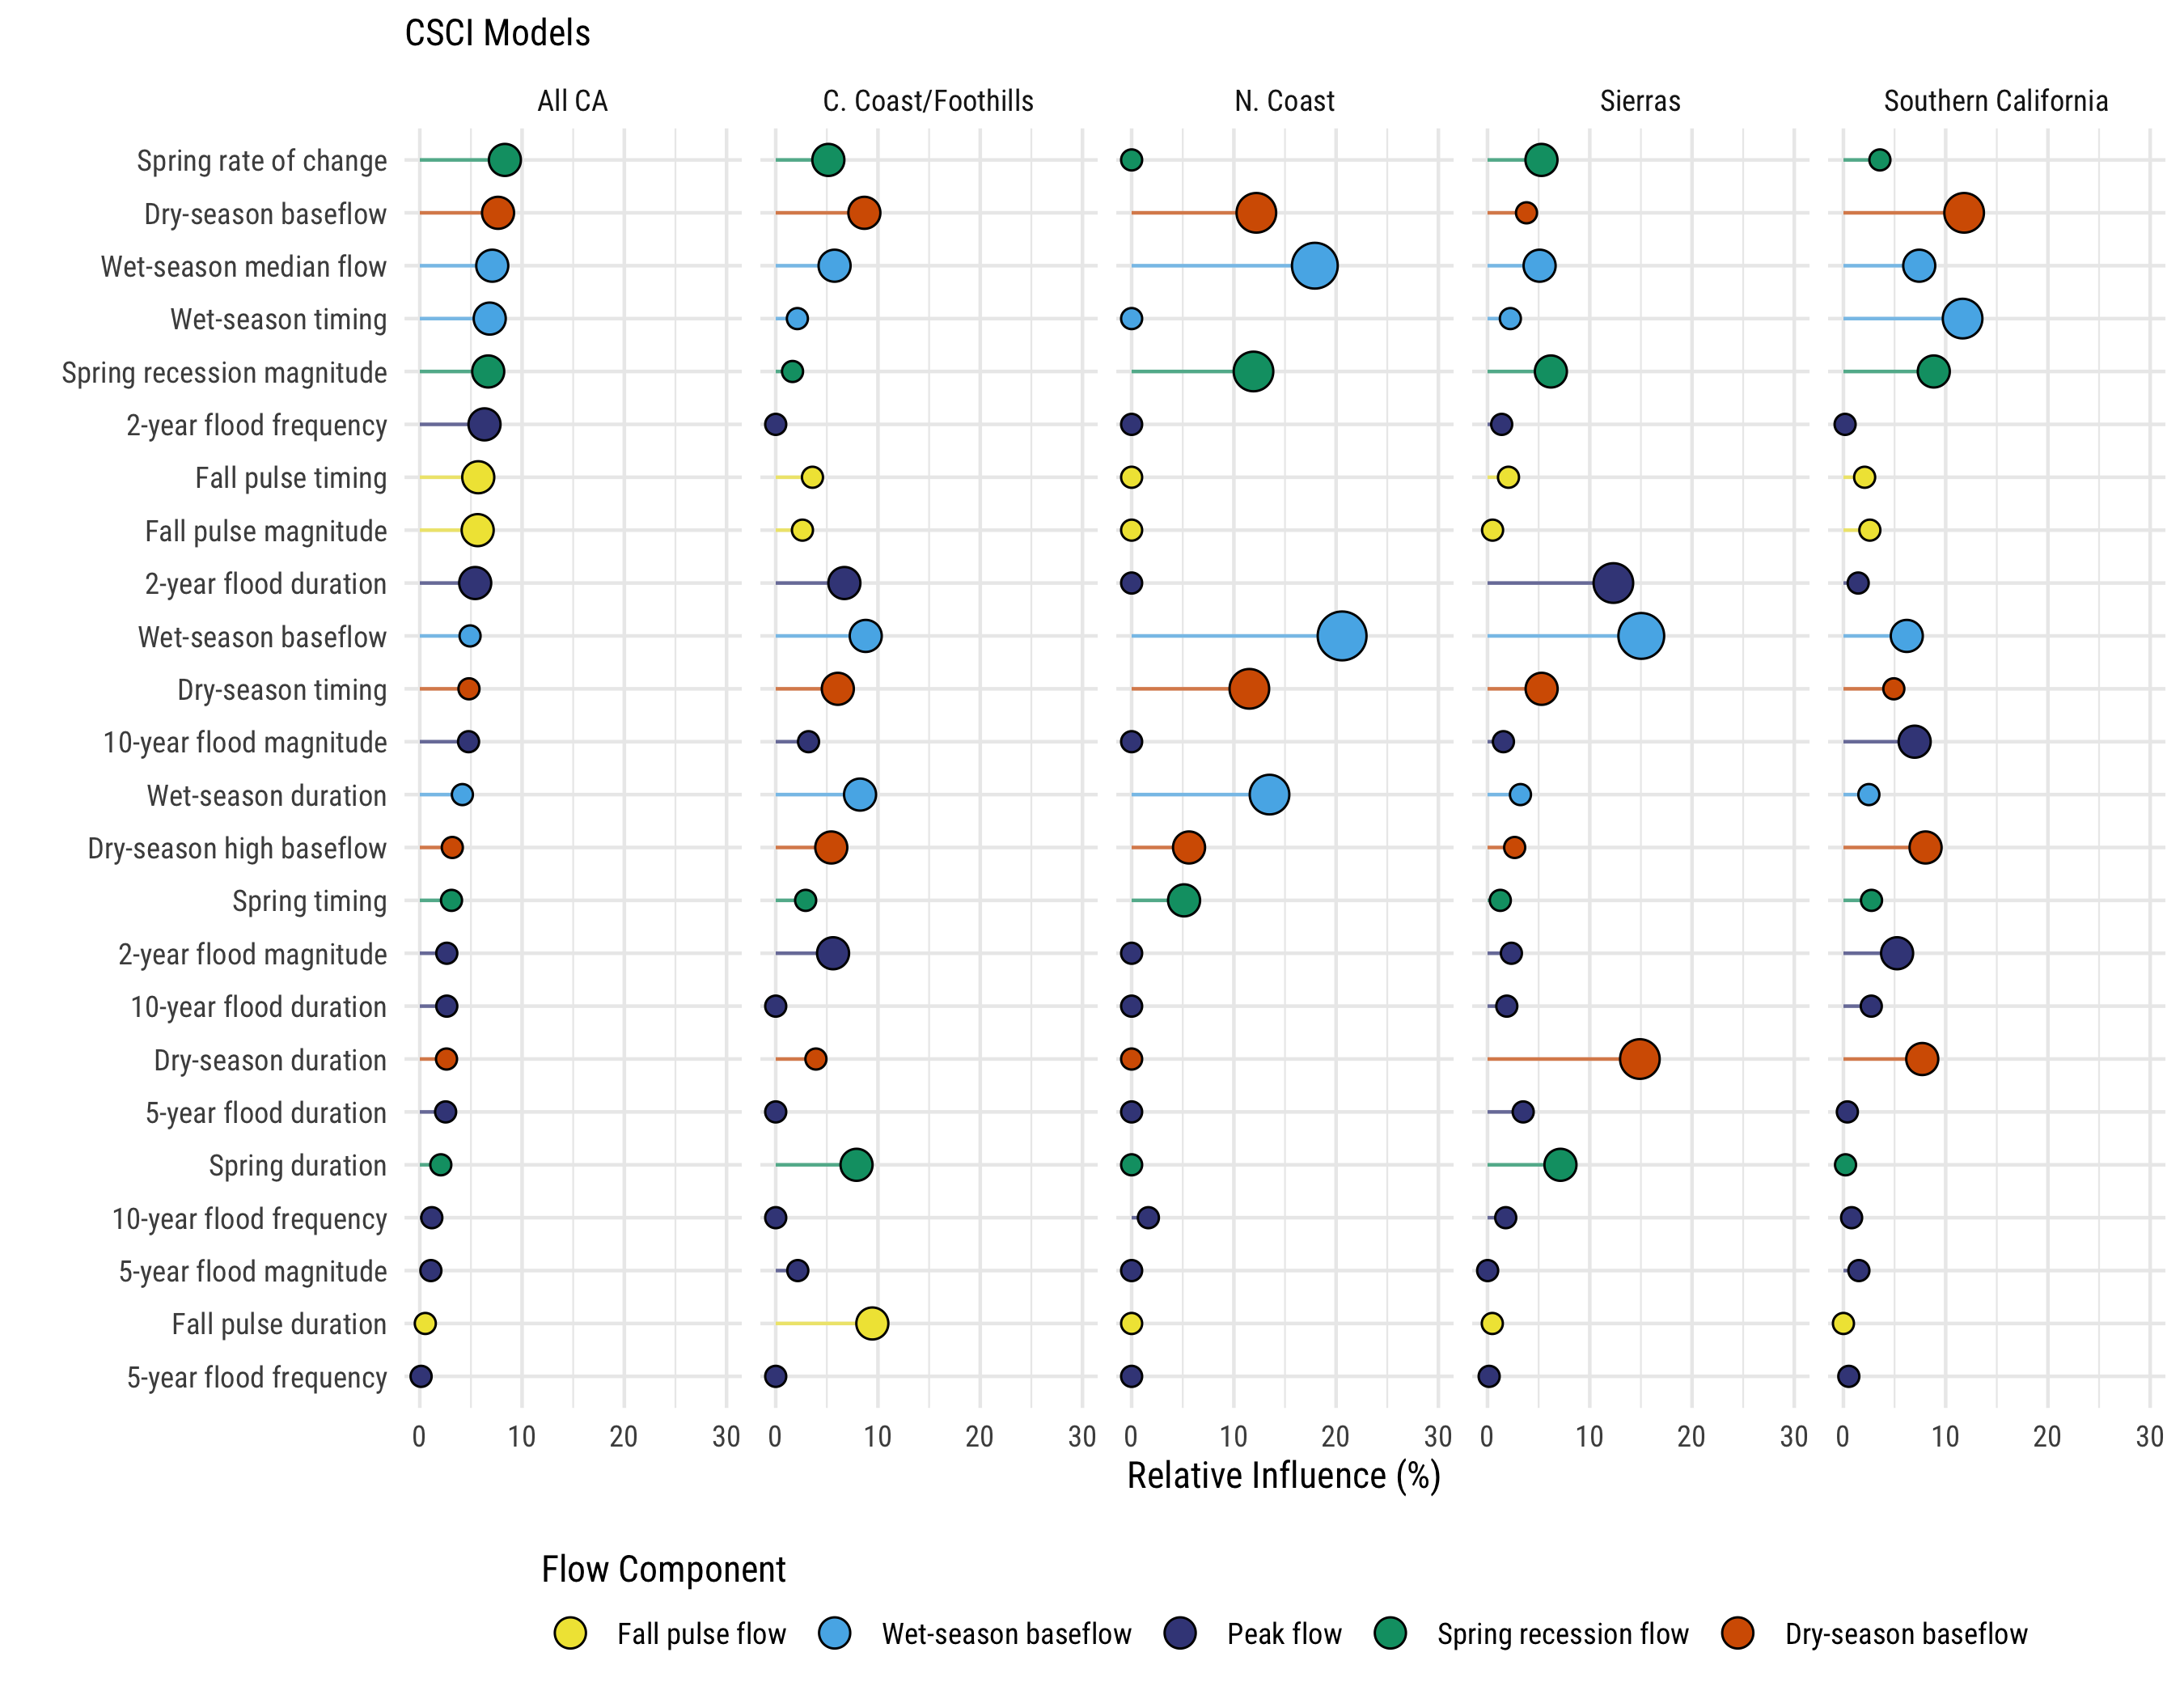 CSCI Models
All CA
C. Coast/Foothills
N. Coast
Sierras
Southern California
Spring rate of change
Dry-season baseflow
Wet-season median flow
Wet-season timing
Spring recession magnitude
2-year flood frequency
Fall pulse timing
Fall pulse magnitude
2-year flood duration
Wet-season baseflow
Dry-season timing
10-year flood magnitude
Wet-season duration
Dry-season high baseflow
Spring timing
2-year flood magnitude
10-year flood duration
Dry-season duration
5-year flood duration
Spring duration
10-year flood frequency
5-year flood magnitude
Fall pulse duration
5-year flood frequency
0 10 20 30 0 10 20 30 0 10 20 30 0 10 20 30 0 10 20 30
Relative Influence (%)
Flow Component
Fall pulse flow
Wet-season baseflow
Peak flow
Spring recession flow
Dry-season baseflow